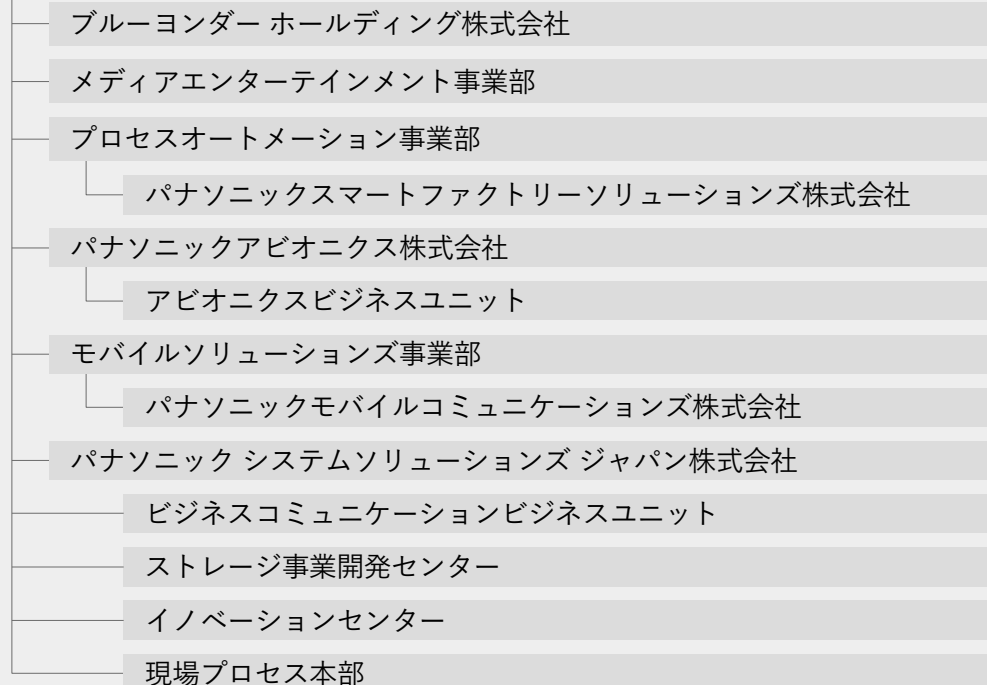 ブルーヨンダー ホールディング株式会社
メディアエンターテインメント事業部
プロセスオートメーション事業部
パナソニックスマートファクトリーソリューションズ株式会社
パナソニックアビオニクス株式会社
アビオニクスビジネスユニット
モバイルソリューションズ事業部
パナソニックモバイルコミュニケーションズ株式会社
パナソニック システムソリューションズ ジャパン株式会社
ビジネスコミュニケーションビジネスユニット
ストレージ事業開発センター
イノベーションセンター
現場プロセス本部